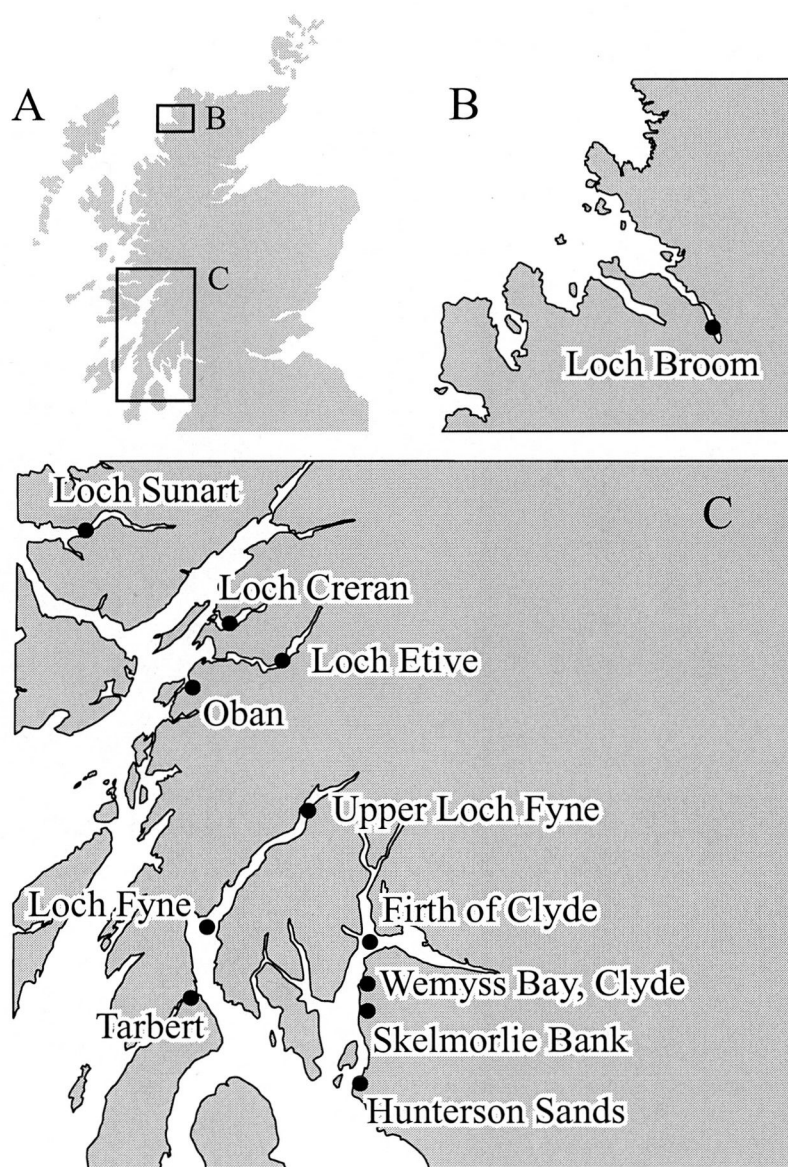 A
B
C
B
Loch Broom
C
Loch Sunart
Loch Creran
Loch Etive
Oban
Upper Loch Fyne
Loch Fyne
Firth of Clyde
Wemyss Bay, Clyde
Tarbert
Skelmorlie Bank
Hunterson Sands